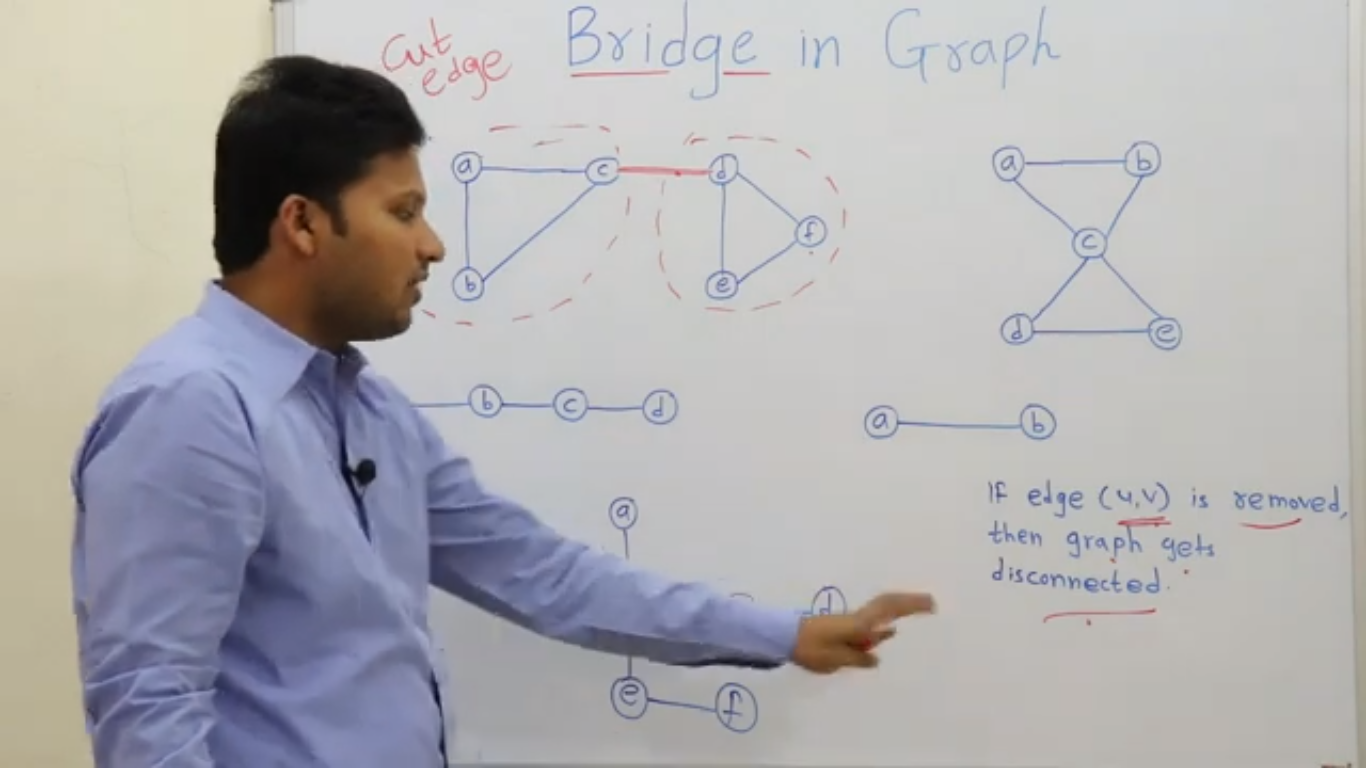 Cut
edge
Bridge in Graph
a c d
f
b e
a b
c
d e
b c d
a b
If edge (u,v) is removed,
then graph gets
disconnected.
a
d
e f